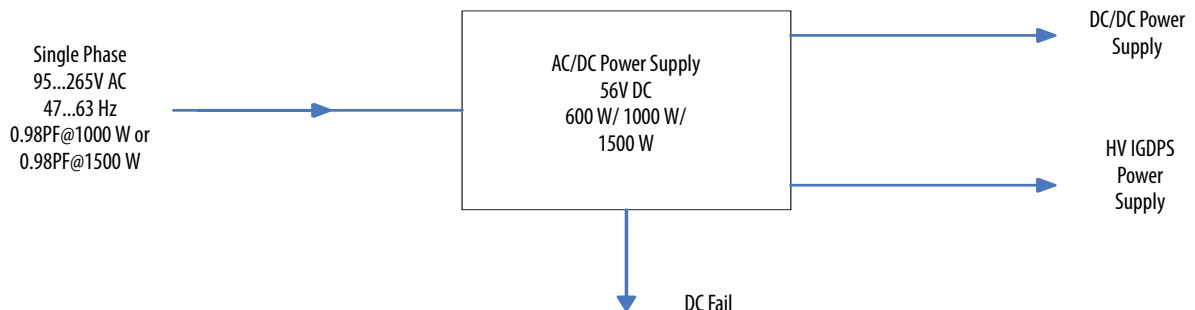 Single Phase
95...265V AC
47...63 Hz
0.98PF@1000 W or
0.98PF@1500 W
AC/DC Power Supply
56V DC
600 W/ 1000 W/
1500 W
DC/DC Power
Supply
HV IGDPS
Power
Supply
DC Fail